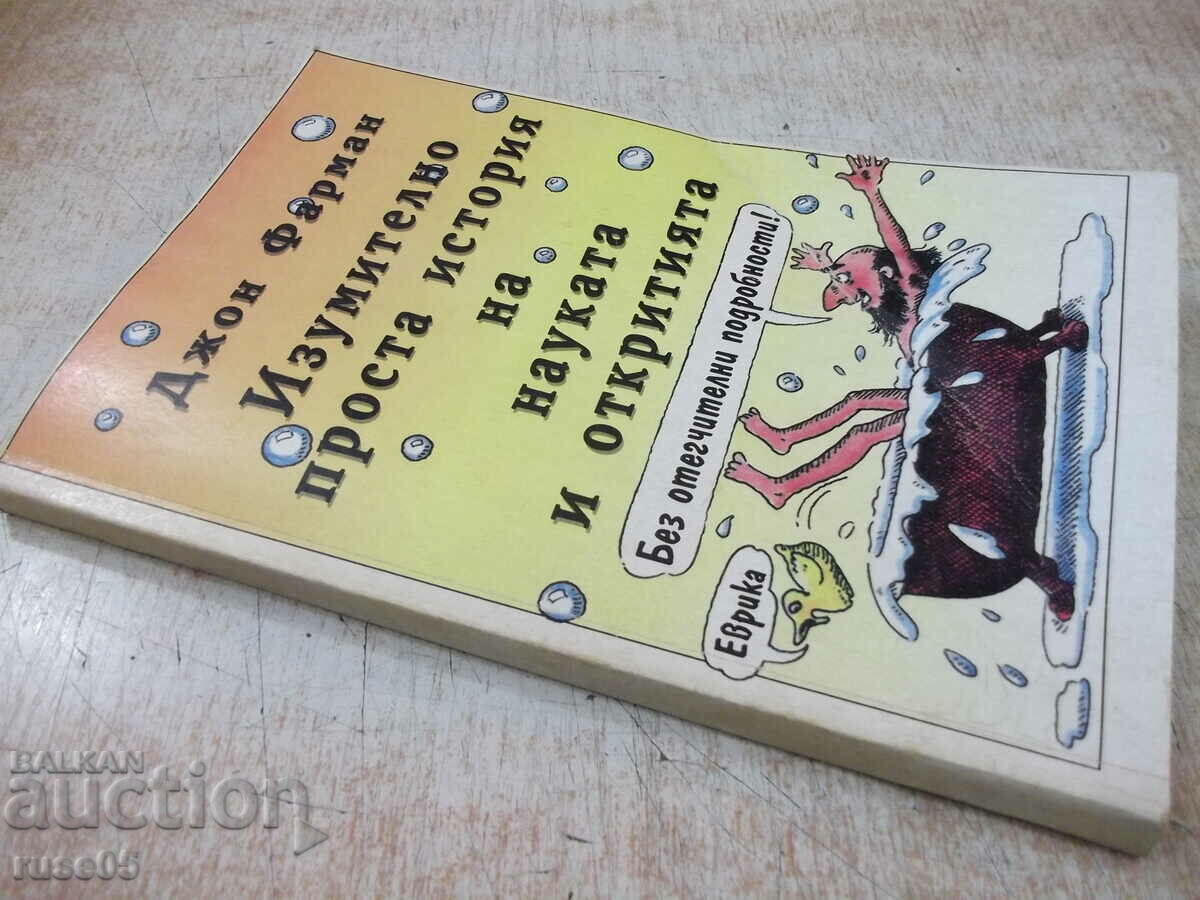 Джон Фарман
Изумително
проста история
на
науката
и откритията
Без отегчителни подробности!
Еврика
BALKAN
auction
ruse05